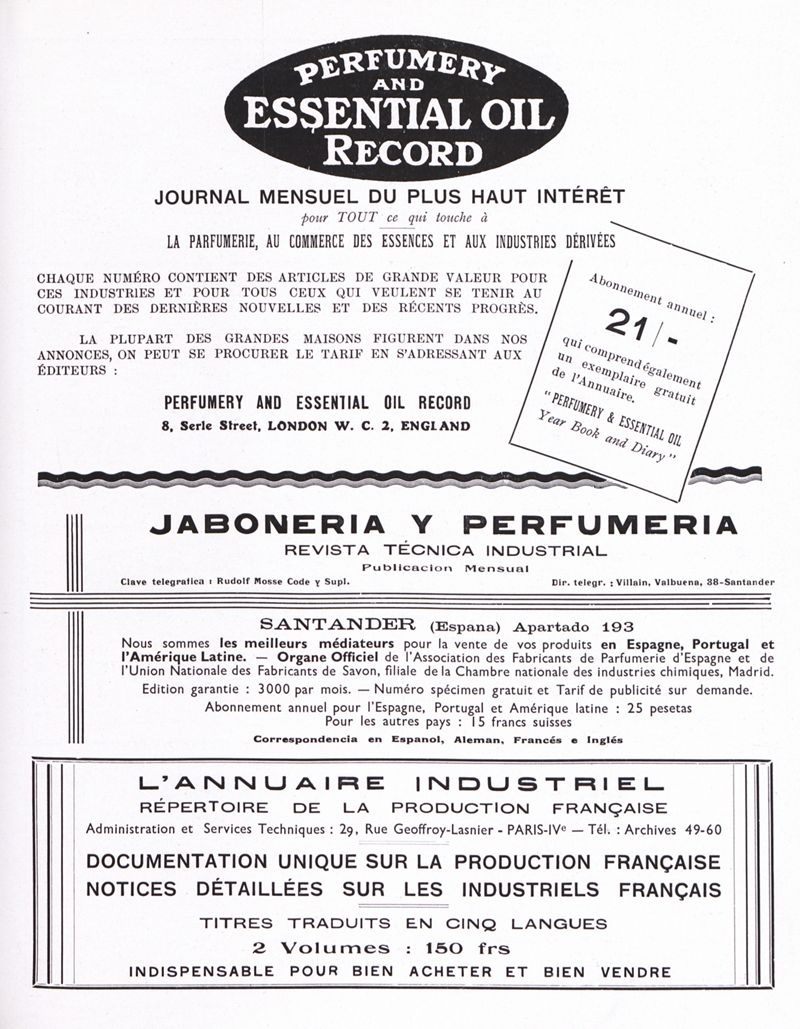 PERFUMERY
AND
ESSENTIAL OIL
RECORD
JOURNAL MENSUEL DU PLUS HAUT INTÉRÊT
pour TOUT ce qui touche à
LA PARFUMERIE, AU COMMERCE DES ESSENCES ET AUX INDUSTRIES DÉRIVÉES
CHAQUE NUMÉRO CONTIENT DES ARTICLES DE GRANDE VALEUR POUR
CES INDUSTRIES ET POUR TOUS CEUX QUI VEULENT SE TENIR AU
COURANT DES DERNIÈRES NOUVELLES ET DES RÉCENTS PROGRÈS.
LA PLUPART DES GRANDES MAISONS FIGURENT DANS NOS
ANNONCES, ON PEUT SE PROCURER LE TARIF EN S'ADRESSANT AUX
ÉDITEURS :
PERFUMERY AND ESSENTIAL OIL RECORD
8, Serle Street, LONDON W. C. 2, ENGLAND
Abonnement annuel :
21/-
qui comprend également
un exemplaire gratuit
de l'Annuaire.
"PERFUMERY & ESSENTIAL OIL
Year Book and Diary"
JABONERIA Y PERFUMERIA
REVISTA TÉCNICA INDUSTRIAL
Publicacion Mensual
Clave telegrafica : Rudolf Mosse Code y Supl. Dir. telegr. : Villain, Valbuena, 38-Santander
SANTANDER (Espana) Apartado 193
Nous sommes les meilleurs médiateurs pour la vente de vos produits en Espagne, Portugal et
l'Amérique Latine. — Organe Officiel de l'Association des Fabricants de Parfumerie d'Espagne et de
l'Union Nationale des Fabricants de Savon, filiale de la Chambre nationale des industries chimiques, Madrid.
Edition garantie : 3000 par mois. — Numéro spécimen gratuit et Tarif de publicité sur demande.
Abonnement annuel pour l'Espagne, Portugal et Amérique latine : 25 pesetas
Pour les autres pays : 15 francs suisses
Correspondencia en Espanol, Aleman, Francés e Inglés
L'ANNUAIRE INDUSTRIEL
RÉPERTOIRE DE LA PRODUCTION FRANÇAISE
Administration et Services Techniques : 29, Rue Geoffroy-Lasnier - PARIS-IVe — Tél. : Archives 49-60
DOCUMENTATION UNIQUE SUR LA PRODUCTION FRANÇAISE
NOTICES DÉTAILLÉES SUR LES INDUSTRIELS FRANÇAIS
TITRES TRADUITS EN CINQ LANGUES
2 Volumes : 150 frs
INDISPENSABLE POUR BIEN ACHETER ET BIEN VENDRE